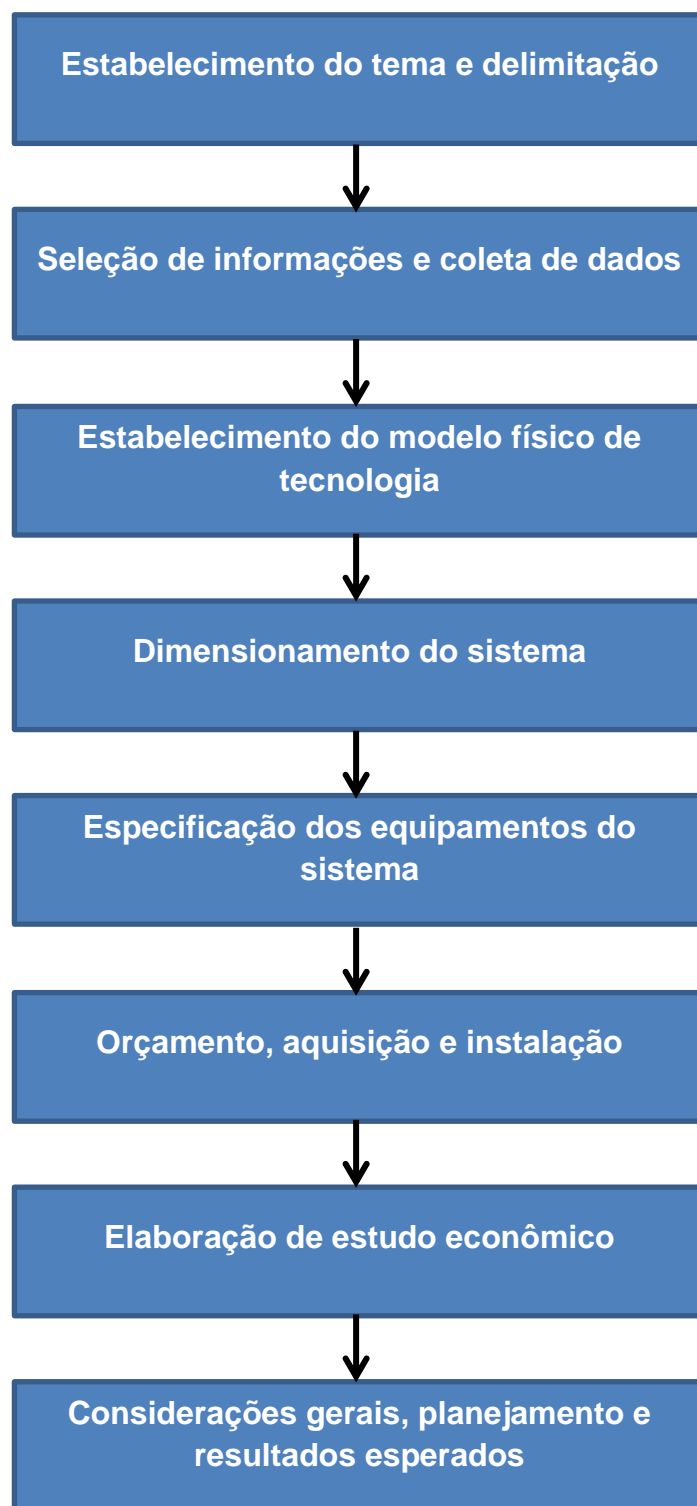 Estabelecimento do tema e delimitação
Seleção de informações e coleta de dados
Estabelecimento do modelo físico de
tecnologia
Dimensionamento do sistema
Especificação dos equipamentos do
sistema
Orçamento, aquisição e instalação
Elaboração de estudo econômico
Considerações gerais, planejamento e
resultados esperados